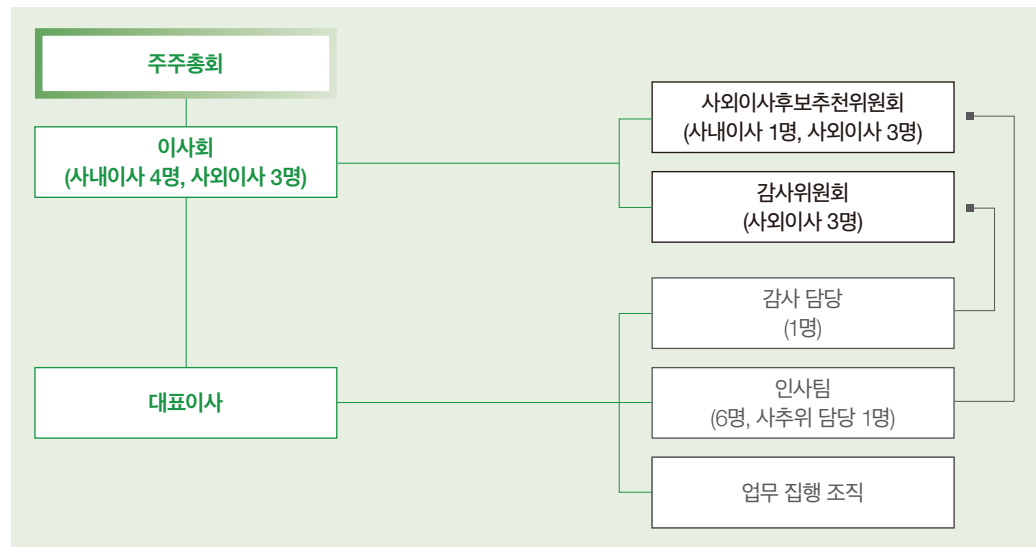 주주총회
이사회
(사내이사 4명, 사외이사 3명)
사외이사후보추천위원회
(사내이사 1명, 사외이사 3명)
감사위원회
(사외이사 3명)
감사 담당
(1명)
대표이사
인사팀
(6명, 사추위 담당 1명)
업무 집행 조직